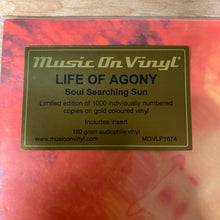 Music On Vinyl
LIFE OF AGONY
Soul Searching Sun
Limited edition of 1000 individually numbered
copies on gold coloured vinyl
Includes insert
180 gram audiophile vinyl
www.musiconvinyl.com MOVLP1674